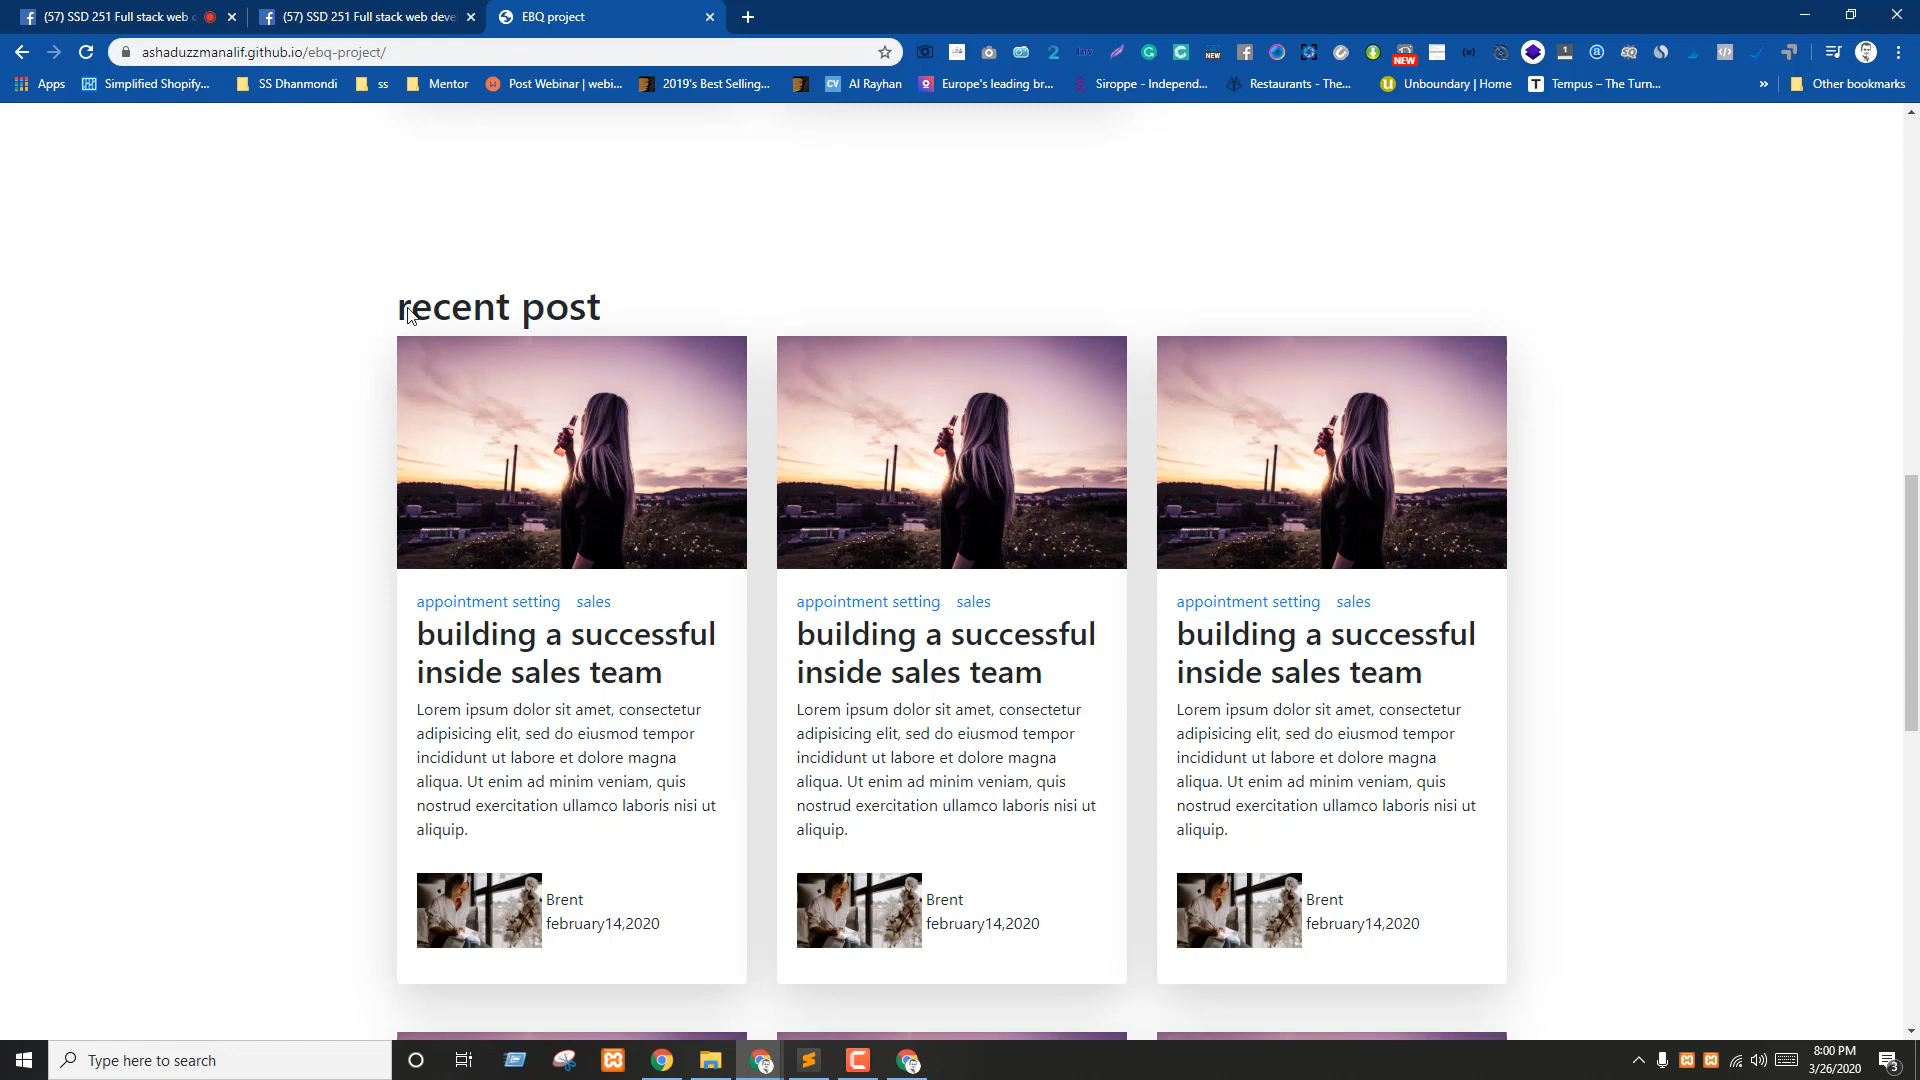 (57) SSD 251 Full stack web
(57) SSD 251 Full stack web deve
EBQ project
ashaduzzmanalif.github.io/ebq-project/
NEW
NEW
Apps
Simplified Shopify...
SS Dhanmondi
ss
Mentor
Post Webinar | webi...
2019's Best Selling...
CV
Al Rayhan
Europe's leading br...
Siroppe - Independ...
Restaurants - The...
Unboundary | Home
Tempus – The Turn...
»
Other bookmarks
recent post
appointment setting sales
building a successful
inside sales team
Lorem ipsum dolor sit amet, consectetur
adipisicing elit, sed do eiusmod tempor
incididunt ut labore et dolore magna
aliqua. Ut enim ad minim veniam, quis
nostrud exercitation ullamco laboris nisi ut
aliquip.
Brent
february14,2020
appointment setting sales
building a successful
inside sales team
Lorem ipsum dolor sit amet, consectetur
adipisicing elit, sed do eiusmod tempor
incididunt ut labore et dolore magna
aliqua. Ut enim ad minim veniam, quis
nostrud exercitation ullamco laboris nisi ut
aliquip.
Brent
february14,2020
appointment setting sales
building a successful
inside sales team
Lorem ipsum dolor sit amet, consectetur
adipisicing elit, sed do eiusmod tempor
incididunt ut labore et dolore magna
aliqua. Ut enim ad minim veniam, quis
nostrud exercitation ullamco laboris nisi ut
aliquip.
Brent
february14,2020
Type here to search
8:00 PM
3/26/2020
3